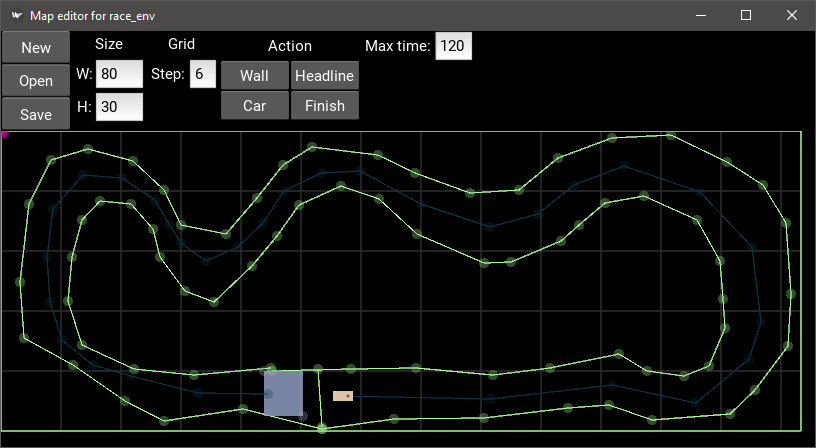 Map editor for race_env
New
Open
Save
Size
W: 80
H: 30
Grid
Step: 6
Action
Wall Headline
Car Finish
Max time: 120